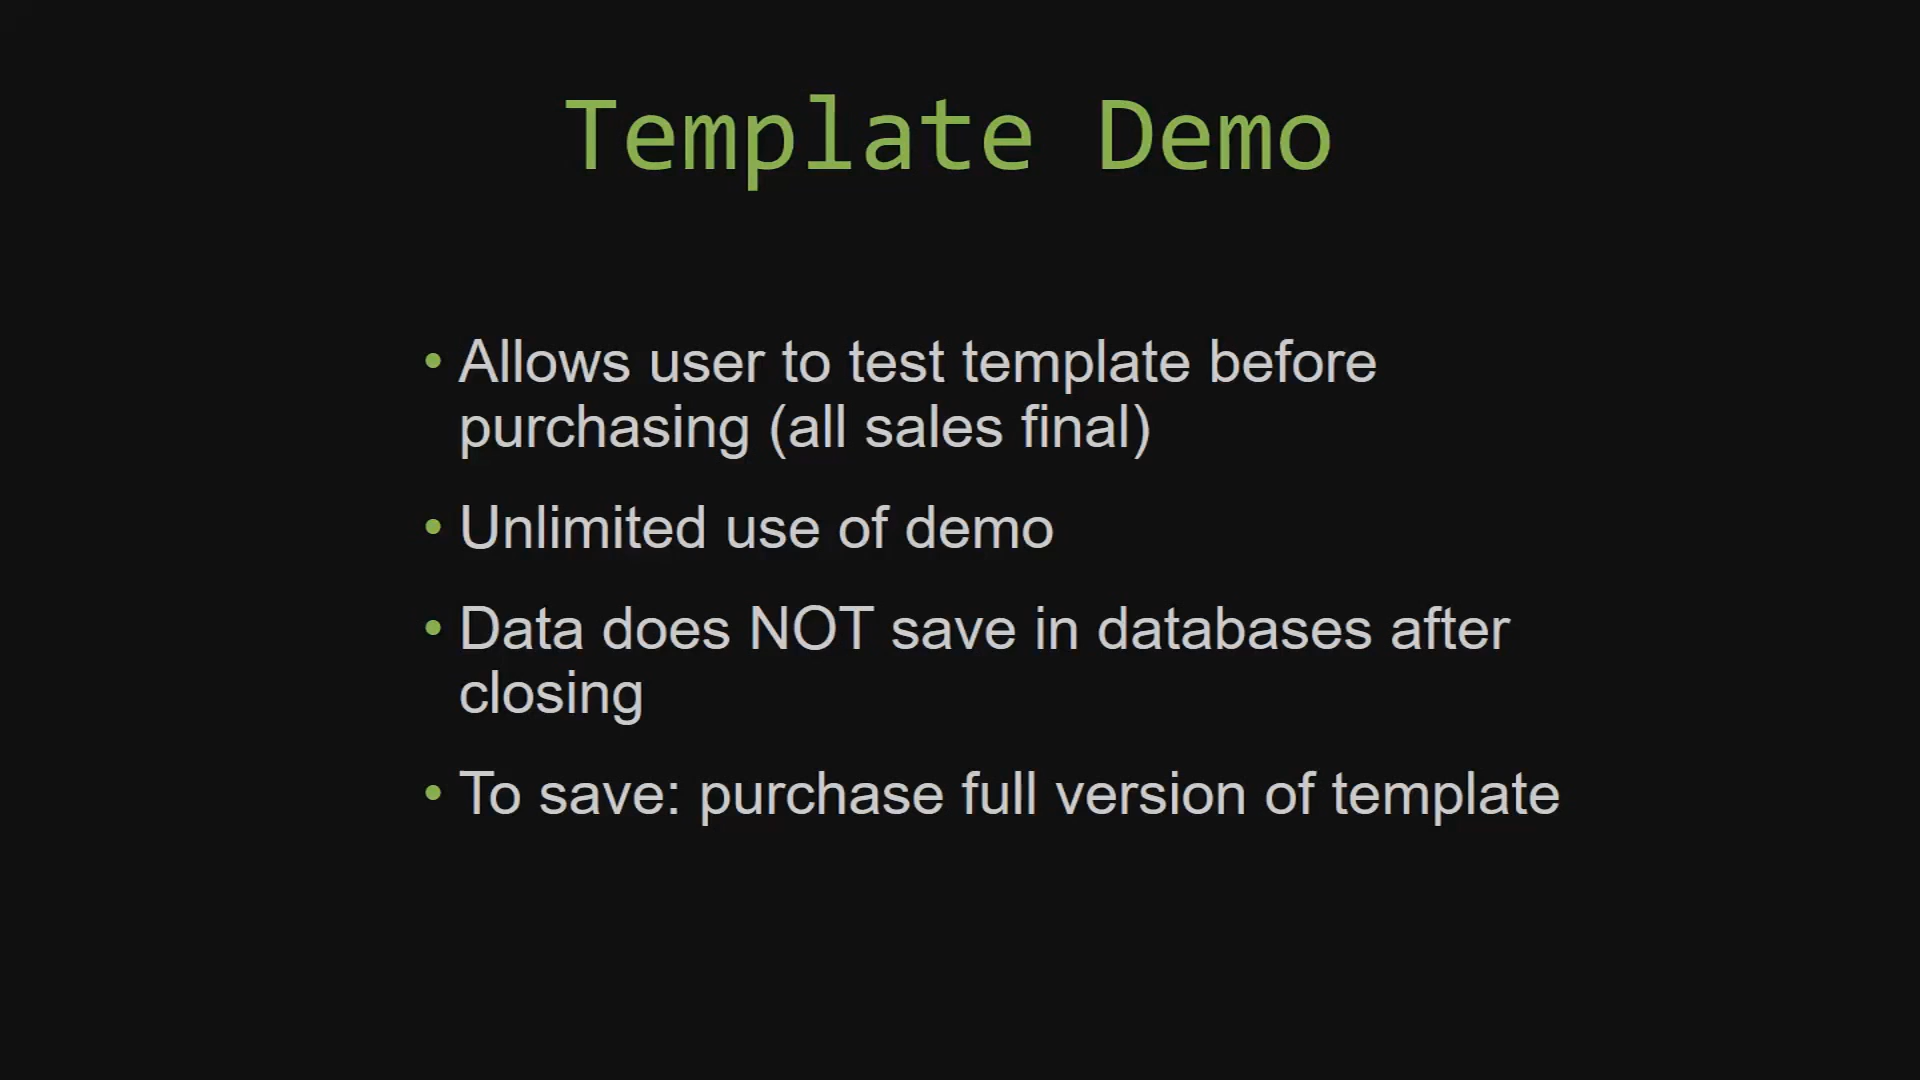 Template Demo
• Allows user to test template before
purchasing (all sales final)
• Unlimited use of demo
• Data does NOT save in databases after
closing
• To save: purchase full version of template